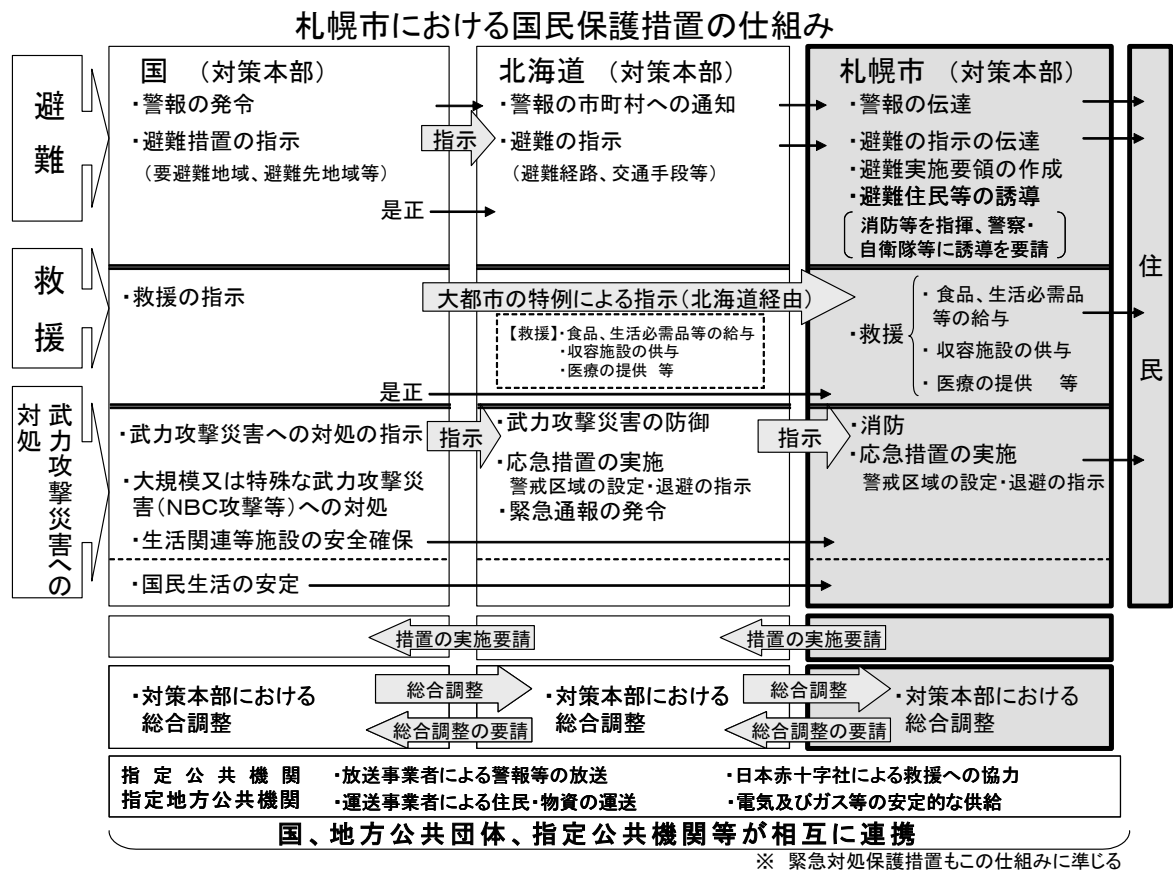 札幌市における国民保護措置の仕組み
避難
国 (対策本部)
・警報の発令
・避難措置の指示
(要避難地域、避難先地域等)
是正
指示
北海道 (対策本部)
・警報の市町村への通知
・避難の指示
(避難経路、交通手段等)
札幌市 (対策本部)
・警報の伝達
・避難の指示の伝達
・避難実施要領の作成
・避難住民等の誘導
消防等を指揮、警察・
自衛隊等に誘導を要請
住民
救援
・救援の指示
大都市の特例による指示(北海道経由)
【救援】・食品、生活必需品等の給与
・収容施設の供与
・医療の提供 等
是正
・救援
・食品、生活必需品
等の給与
・収容施設の供与
・医療の提供 等
武力攻撃災害への
対処
・武力攻撃災害への対処の指示
・大規模又は特殊な武力攻撃災
害(NBC攻撃等)への対処
・生活関連等施設の安全確保
・国民生活の安定
指示
・武力攻撃災害の防御
・応急措置の実施
警戒区域の設定・退避の指示
・緊急通報の発令
指示
・消防
・応急措置の実施
警戒区域の設定・退避の指示
措置の実施要請
措置の実施要請
・対策本部における
総合調整
総合調整
総合調整の要請
・対策本部における
総合調整
総合調整
総合調整の要請
・対策本部における
総合調整
指定公共機関 ・放送事業者による警報等の放送 ・日本赤十字社による救援への協力
指定地方公共機関 ・運送事業者による住民・物資の運送 ・電気及びガス等の安定的な供給
国、地方公共団体、指定公共機関等が相互に連携
※ 緊急対処保護措置もこの仕組みに準じる